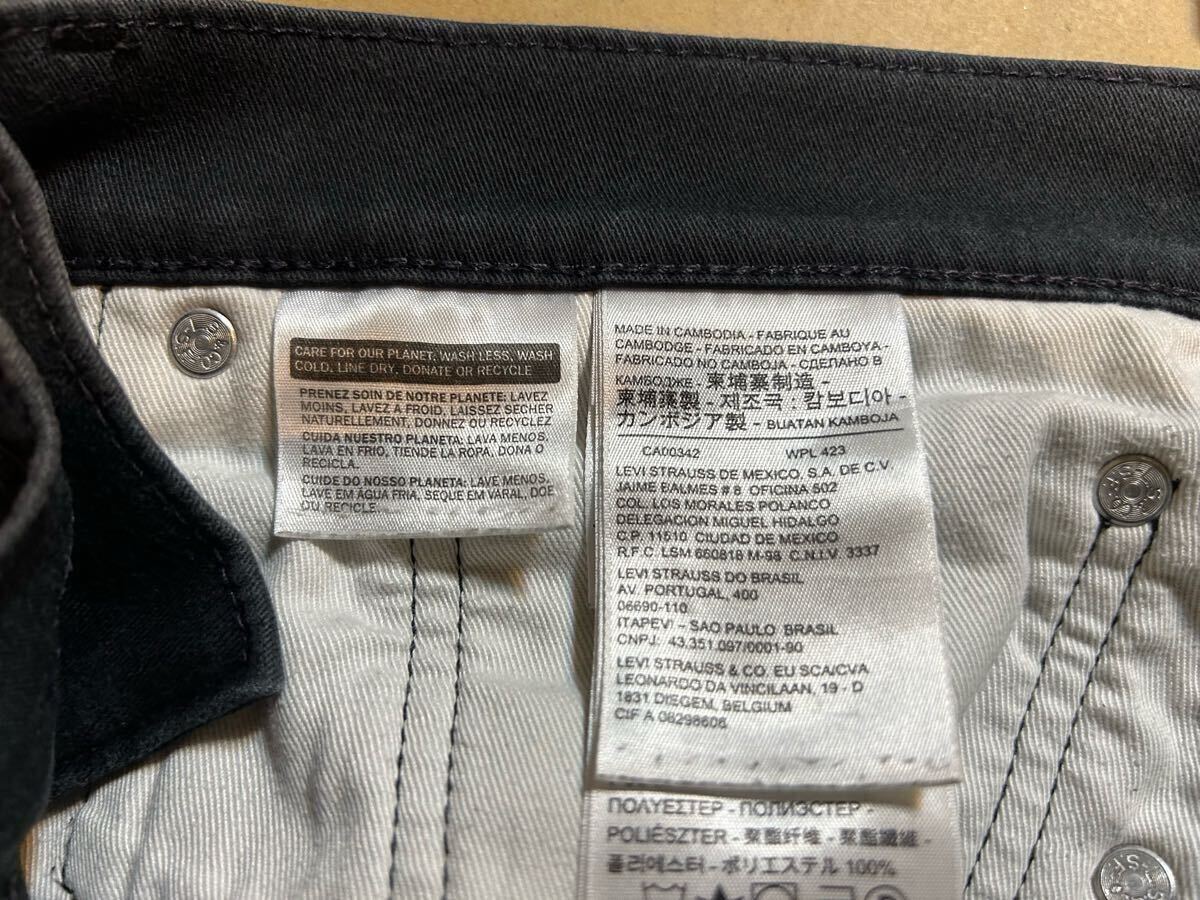 CARE FOR OUR PLANET. WASH LESS, WASH
COLD, LINE DRY, DONATE OR RECYCLE
PRENEZ SOIN DE NOTRE PLANETE: LAVEZ
MOINS, LAVEZ A FROID, LAISSEZ SECHER
NATURELLEMENT, DONNEZ OU RECYCLEZ
CUIDA NUESTRO PLANETA: LAVA MENOS,
LAVA EN FRIO, TIENDE LA ROPA, DONA O
RECICLA.
CUIDE DO NOSSO PLANETA: LAVE MENOS,
LAVE EM ÁGUA FRIA, SEQUE EM VARAL, DOE
OU RECICLE
MADE IN CAMBODIA - FABRIQUE AU
CAMBODGE - FABRICADO EN CAMBOYA -
FABRICADO NO CAMBOJA - СДЕЛАНО В
КАМБОДЖЕ - 柬埔寨制造 -
柬埔寨製 - 제조국 : 캄보디아 -
カンボジア製 - BUATAN KAMBOJA
CA00342 WPL 423
LEVI STRAUSS DE MEXICO, S.A. DE C.V.
JAIME BALMES # 8 OFICINA 502
COL. LOS MORALES POLANCO
DELEGACION MIGUEL HIDALGO
C.P. 11510 CIUDAD DE MEXICO
R.F.C. LSM 660818 M-98 C.N.I.V. 3337
LEVI STRAUSS DO BRASIL
AV. PORTUGAL, 400
06690-110
ITAPEVI - SAO PAULO BRASIL
CNPJ. 43.351.097/0001-90
LEVI STRAUSS & CO. EU SCA/CVA
LEONARDO DA VINCILAAN, 19 - D
1831 DIEGEM, BELGIUM
CIF A 08298606
ΠΟΛΥΕΣΤΕΡ - ПОЛИЭСТЕР -
POLIÉSZTER - 聚酯纤维 - 聚酯纖維 -
폴리에스터 - ポリエステル 100%